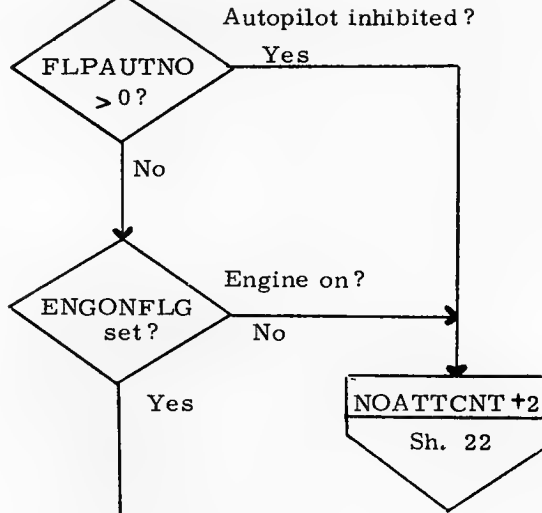 Autopilot inhibited?
Yes
FLPAUTNO
> 0?
No
Engine on?
ENGONFLG
set?
No
Yes
NOATTCNT +2
Sh. 22